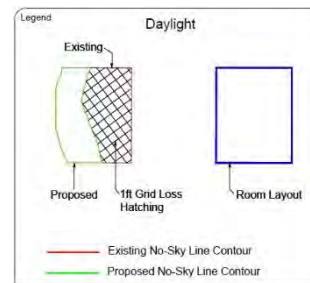 Legend
Daylight
Existing
Proposed
1ft Grid Loss
Hatching
Room Layout
Existing No-Sky Line Contour
Proposed No-Sky Line Contour